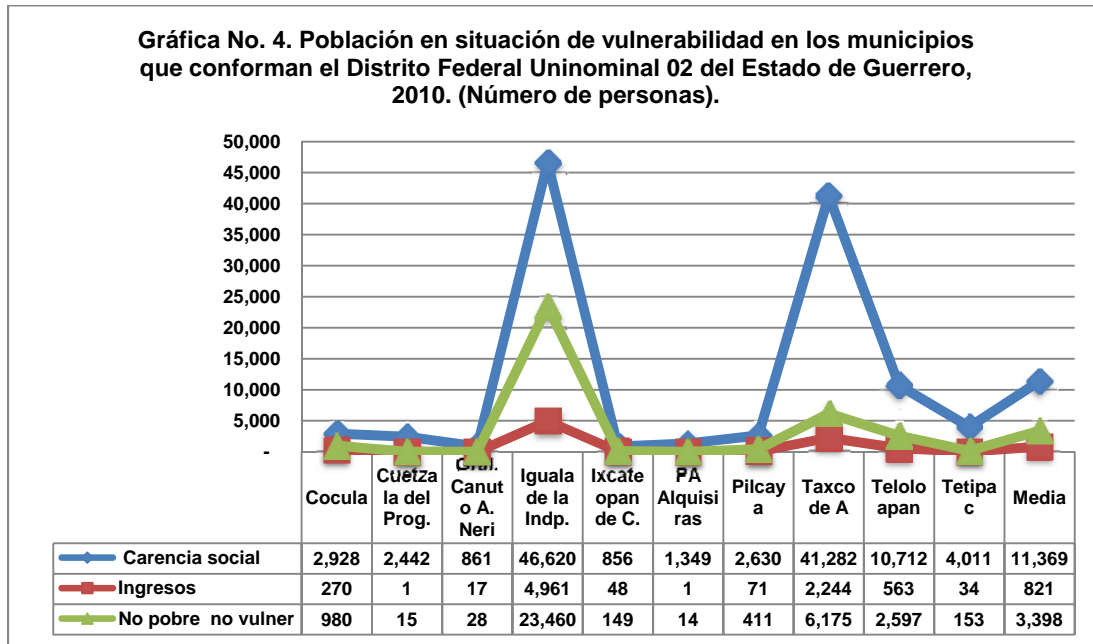 Gráfica No. 4. Población en situación de vulnerabilidad en los municipios
que conforman el Distrito Federal Uninominal 02 del Estado de Guerrero,
2010. (Número de personas).
50,000
45,000
40,000
35,000
30,000
25,000
20,000
15,000
10,000
5,000
-
Cocula
Cuetza
la del
Prog.
Gral.
Canut
o A.
Neri
Iguala
de la
Indp.
Ixcate
opan
de C.
PA
Alquisi
ras
Pilcay
a
Taxco
de A
Telolo
apan
Tetipa
c
Media
Carencia social 2,928 2,442 861 46,620 856 1,349 2,630 41,282 10,712 4,011 11,369
Ingresos 270 1 17 4,961 48 1 71 2,244 563 34 821
No pobre no vulner 980 15 28 23,460 149 14 411 6,175 2,597 153 3,398